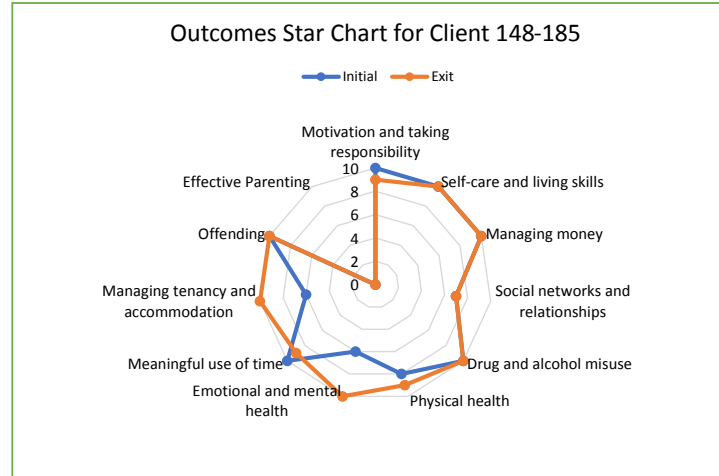 Outcomes Star Chart for Client 148-185
Initial
Exit
Motivation and taking
responsibility
Effective Parenting
Self-care and living skills
Offending
Managing money
Managing tenancy and
accommodation
Social networks and
relationships
Meaningful use of time
Drug and alcohol misuse
Emotional and mental
health
Physical health
10
8
6
4
2
0